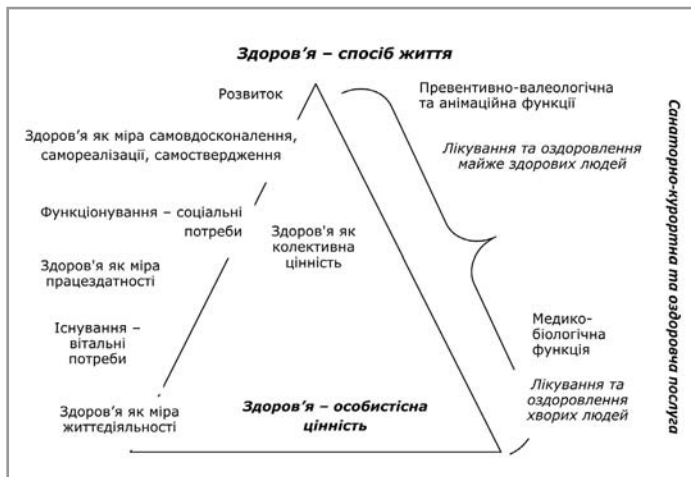 Здоров’я – спосіб життя
Розвиток
Здоров’я як міра самовдосконалення,
самореалізації, самоствердження
Функціонування – соціальні
потреби
Здоров'я як міра
працездатності
Існування –
вітальні
потреби
Здоров’я як міра
життєдіяльності
Здоров'я як
колективна
цінність
Здоров’я – особистісна
цінність
Превентивно-валеологічна
та анімаційна функції
Лікування та оздоровлення
майже здорових людей
Медико-
біологічна
функція
Лікування та
оздоровлення
хворих людей
Санаторно-курортна та оздоровча послуга